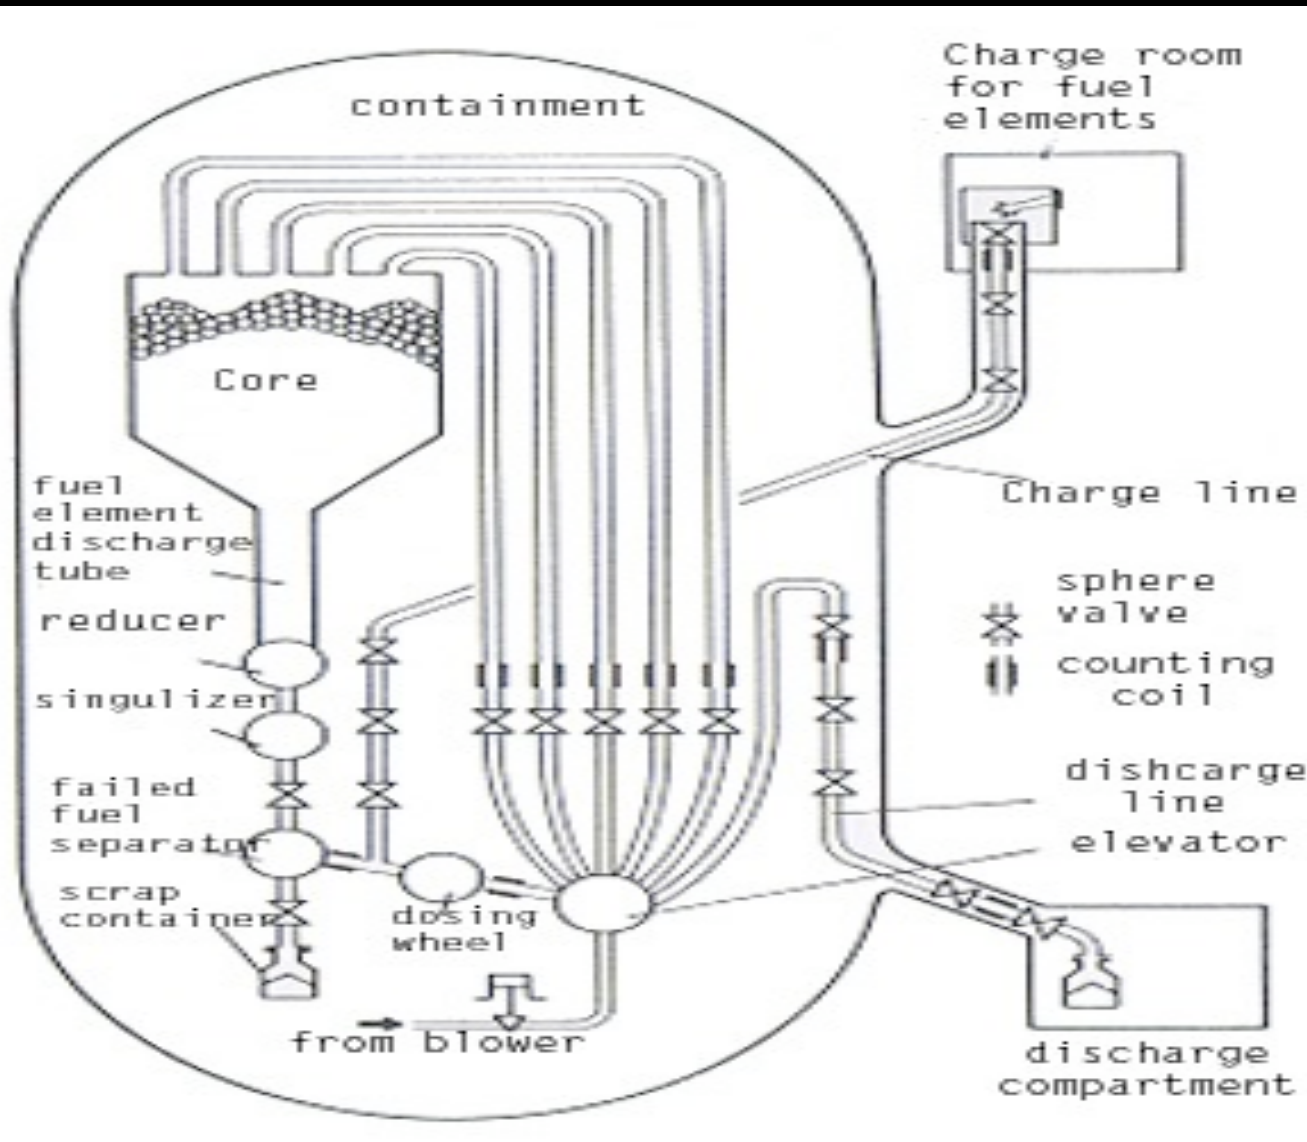 containment
Charge room
for fuel
elements
Core
fuel
element
discharge
tube
reducer
singulizer
failed
fuel
separator
scrap
container
dosing
wheel
from blower
Charge line
sphere
valve
counting
coil
dishcarge
line
elevator
discharge
compartment